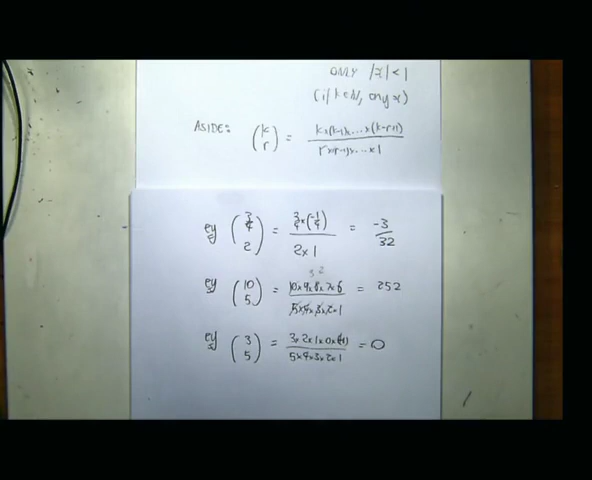 ONLY |x|<1
(if k∈N, any x)
ASIDE: (k r) = k×(k-1)×...×(k-r+1) / r×(r-1)×...×1
eg (3/4 2) = 3/4×(-1/4) / 2×1 = -3/32
3 2
eg (10 5) = 10×9×8×7×6 / 5×4×3×2×1 = 252
eg (3 5) = 3×2×1×0×(-1) / 5×4×3×2×1 = 0